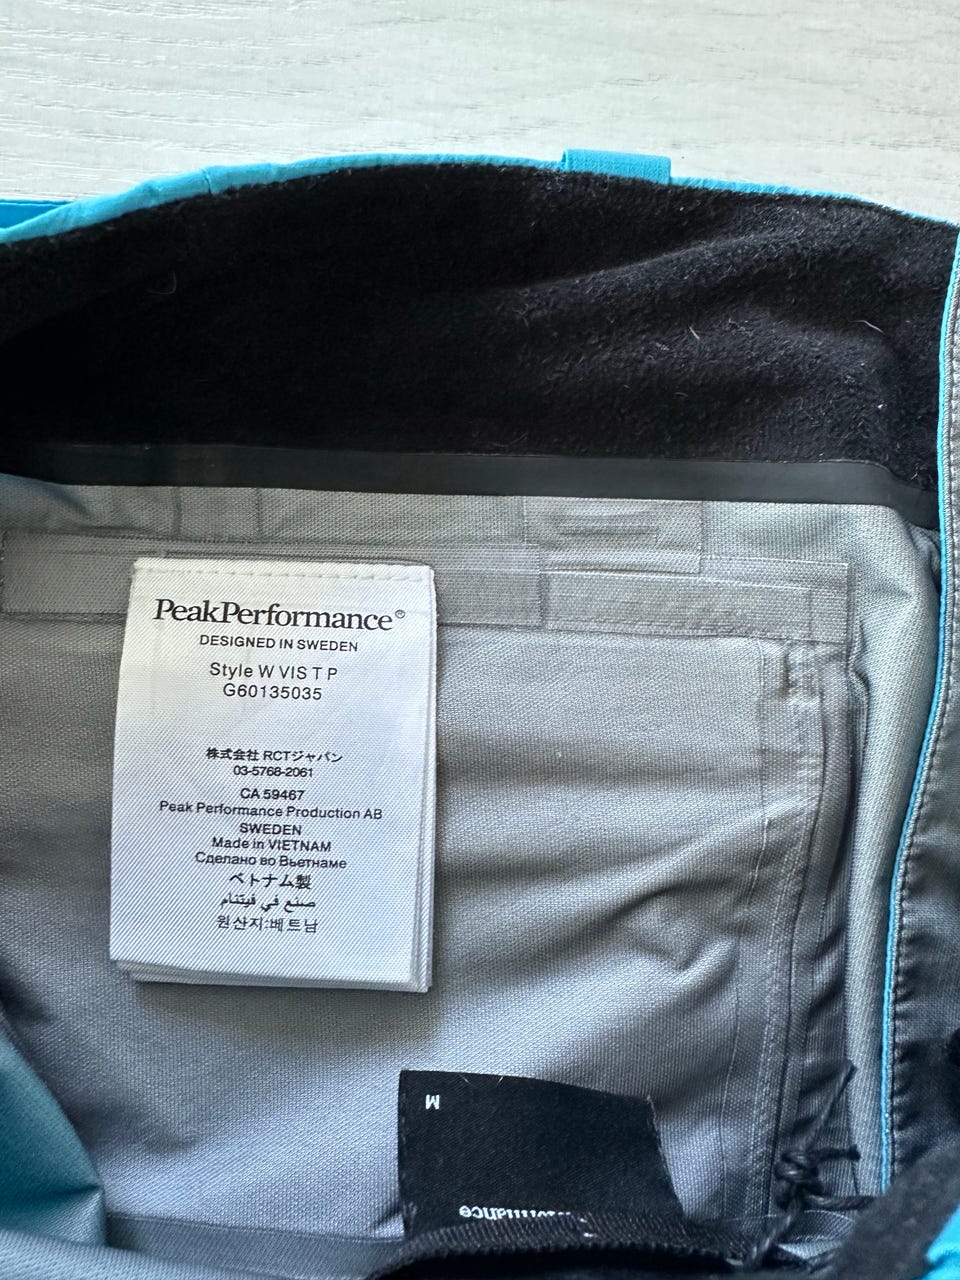 PeakPerformance®
DESIGNED IN SWEDEN
Style W VIS T P
G60135035
株式会社 RCTジャパン
03-5768-2061
CA 59467
Peak Performance Production AB
SWEDEN
Made in VIETNAM
Сделано во Вьетнаме
ベトナム製
صنع في فيتنام
원산지:베트남
M